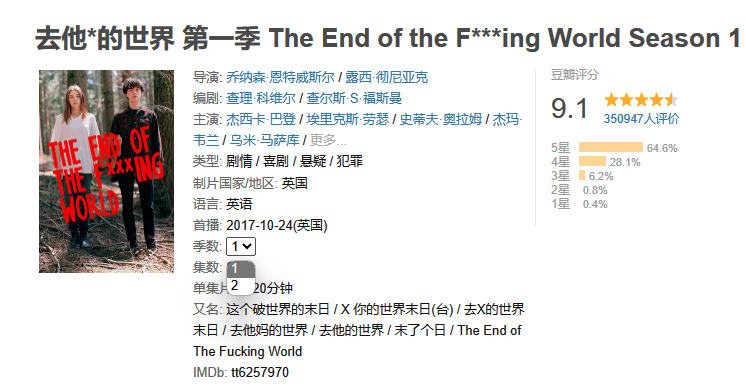 去他*的世界 第一季 The End of the F***ing World Season 1
THE END OF
THE F***ING
WORLD
导演: 乔纳森·恩特威斯尔 / 露西·彻尼亚克
编剧: 查理·科维尔 / 查尔斯·S·福斯曼
主演: 杰西卡·巴登 / 埃里克斯·劳瑟 / 史蒂夫·奥拉姆 / 杰玛·
韦兰 / 乌米·马萨库 / 更多...
类型: 剧情 / 喜剧 / 悬疑 / 犯罪
制片国家/地区: 英国
语言: 英语
首播: 2017-10-24(英国)
季数: 1
集数:
1
2
单集片 20分钟
又名: 这个破世界的末日 / X 你的世界末日(台) / 去X的世界
末日 / 去他妈的世界 / 去他的世界 / 末了个日 / The End of
The Fucking World
IMDb: tt6257970
豆瓣评分
9.1
350947人评价
5星 64.6%
4星 28.1%
3星 6.2%
2星 0.8%
1星 0.4%